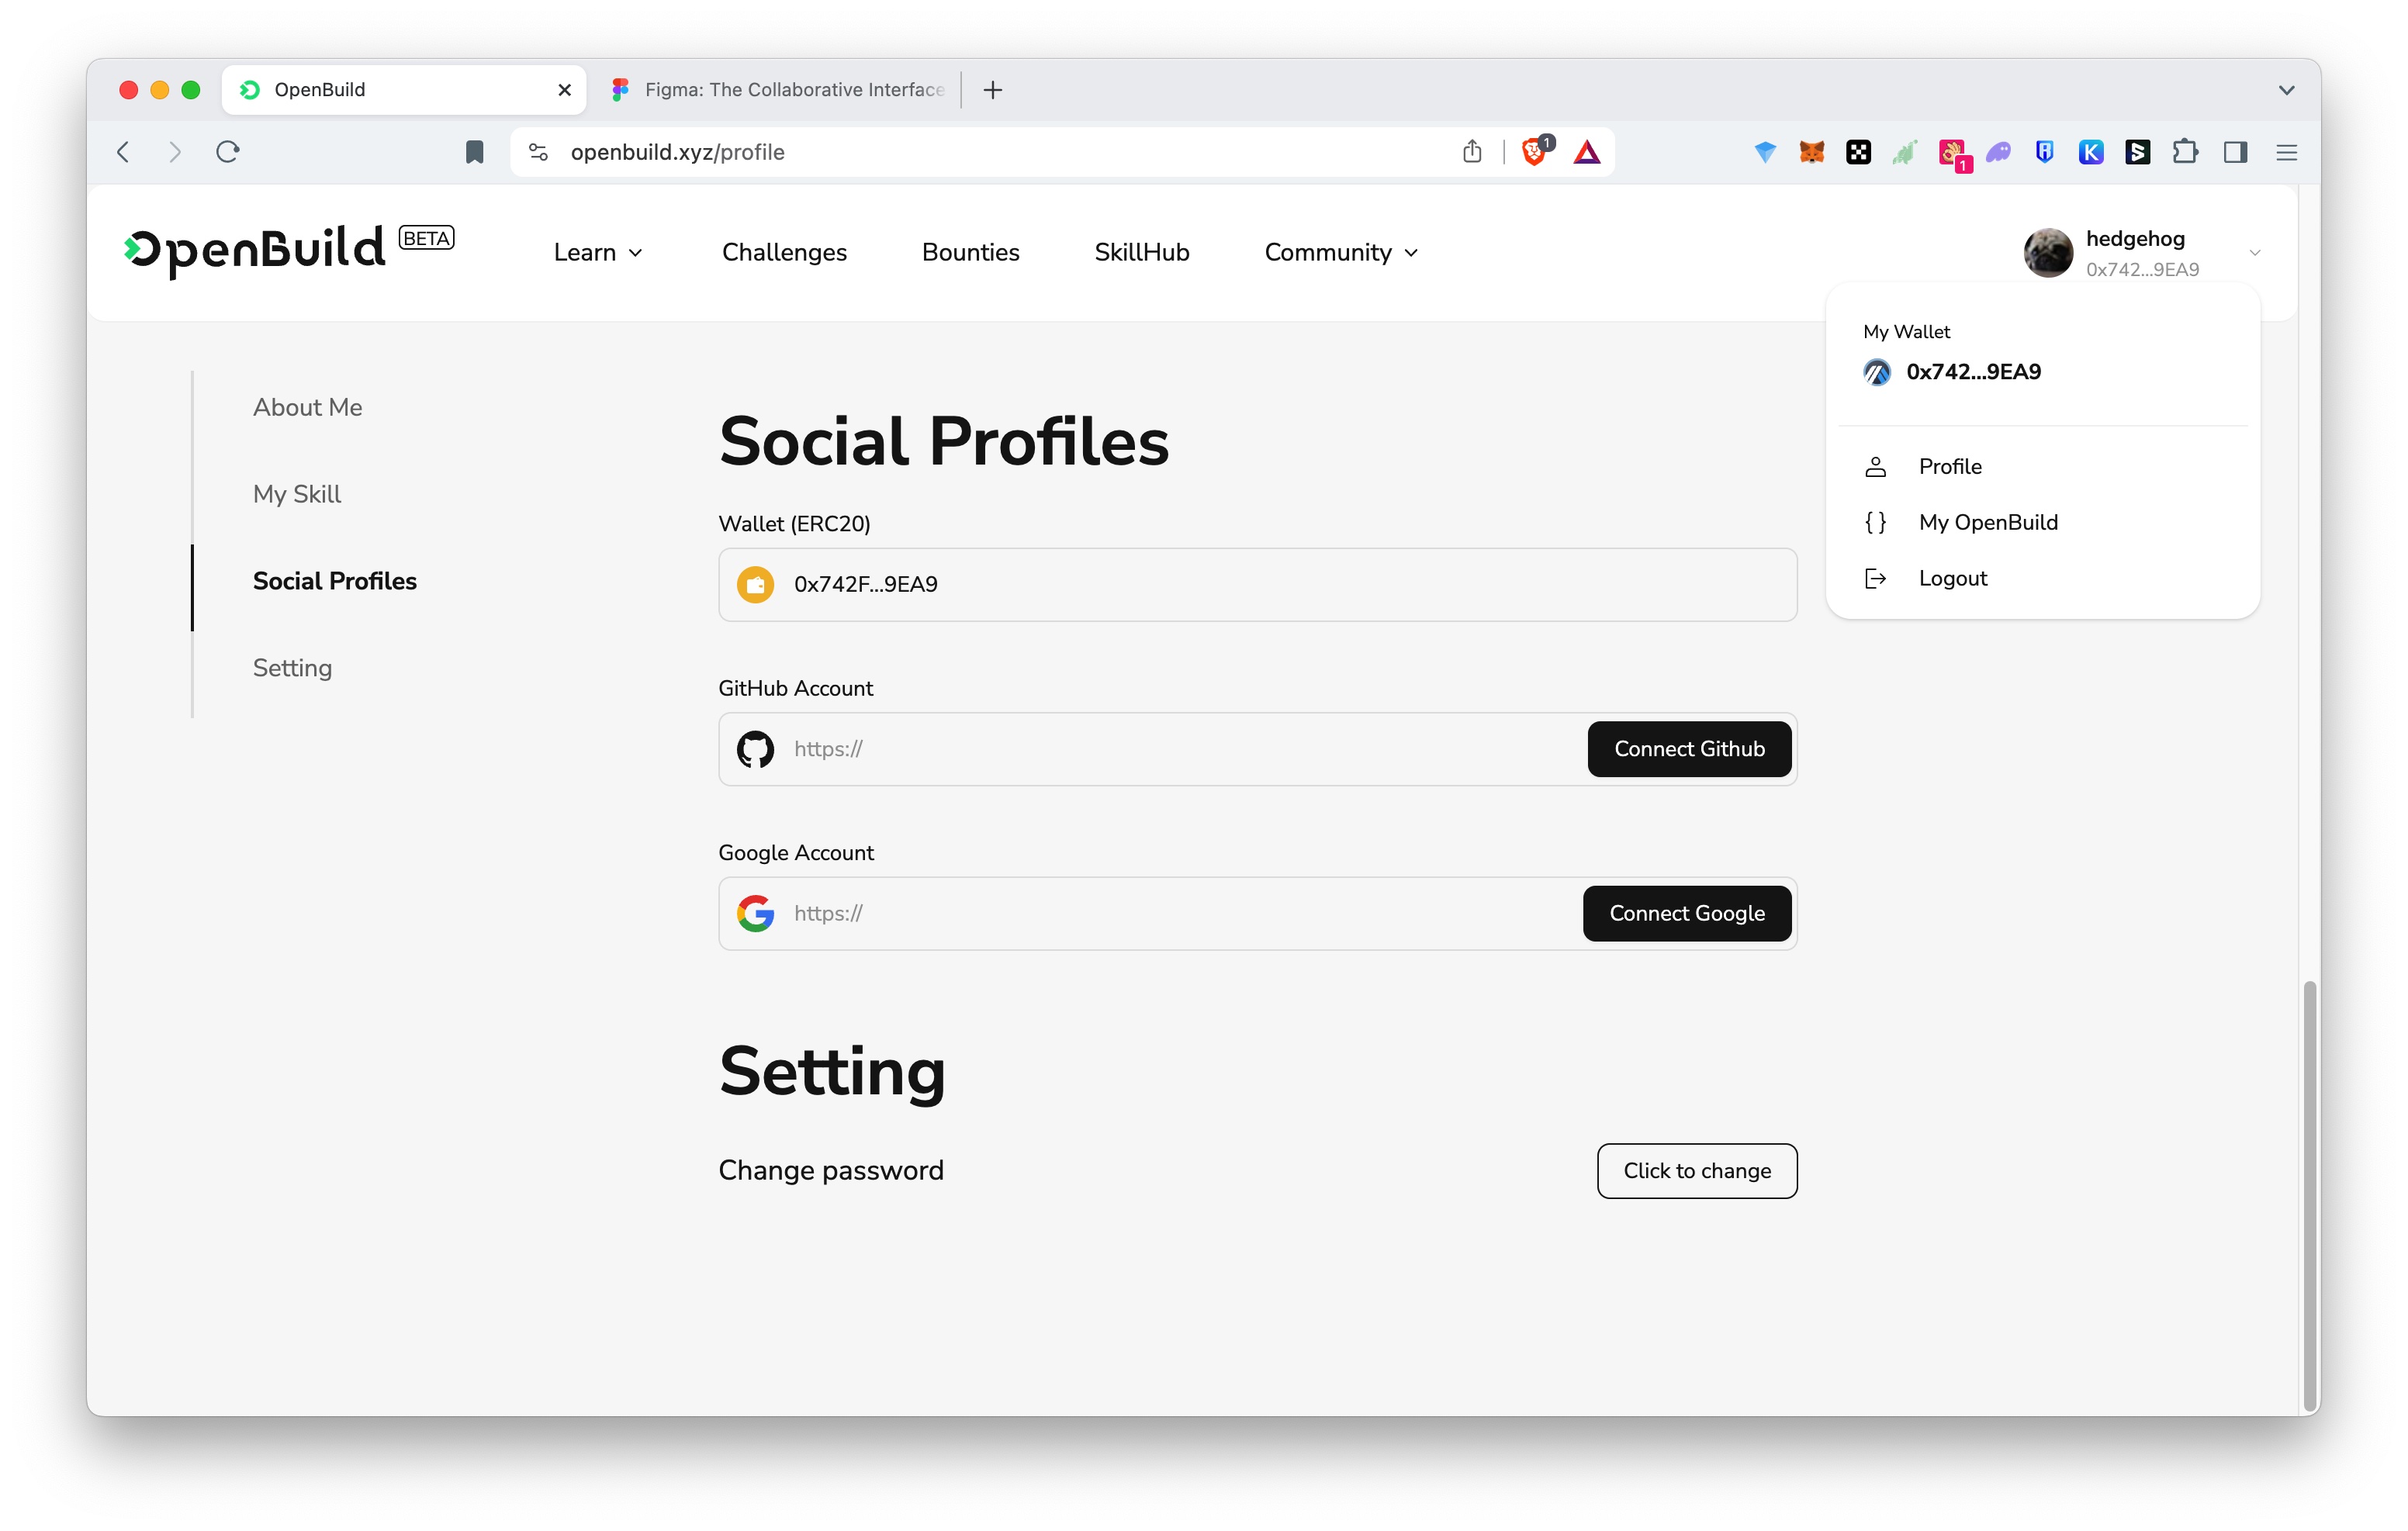 OpenBuild
Figma: The Collaborative Interface
openbuild.xyz/profile
1
1
OpenBuild BETA
Learn
Challenges
Bounties
SkillHub
Community
hedgehog
0x742...9EA9
My Wallet
0x742...9EA9
Profile
My OpenBuild
Logout
About Me
My Skill
Social Profiles
Setting
Social Profiles
Wallet (ERC20)
0x742F...9EA9
GitHub Account
https://
Connect Github
Google Account
https://
Connect Google
Setting
Change password
Click to change